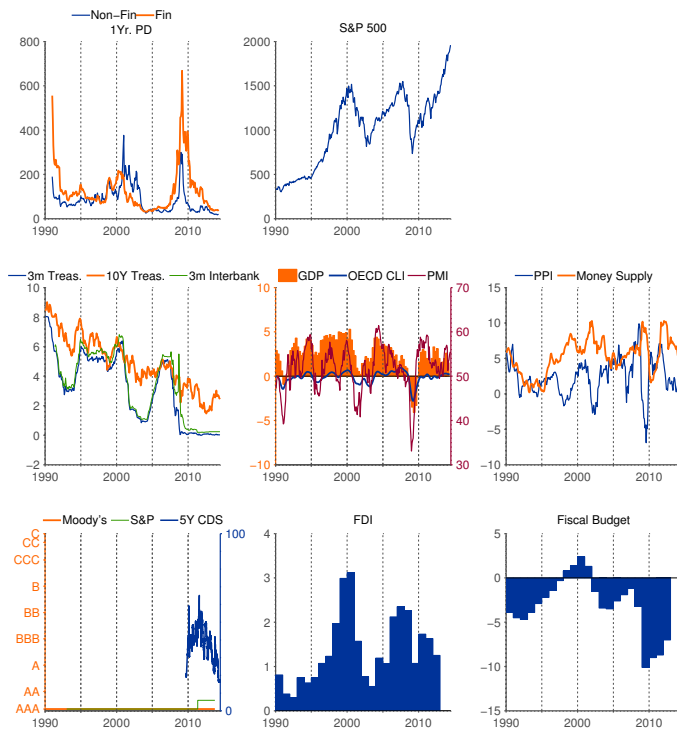 Non−Fin Fin
1Yr. PD
S&P 500
800
600
400
200
0
1990 2000 2010
2000
1500
1000
500
0
1990 2000 2010
3m Treas. 10Y Treas. 3m Interbank
GDP OECD CLI PMI
PPI Money Supply
10
8
6
4
2
0
−2
1990 2000 2010
10
5
0
−5
−10
70
60
50
40
30
1990 2000 2010
15
10
5
0
−5
−10
1990 2000 2010
Moody's S&P 5Y CDS
FDI
Fiscal Budget
C
CC
CCC
B
BB
BBB
A
AA
AAA
100
0
1990 2000 2010
4
3
2
1
0
1990 2000 2010
5
0
−5
−10
−15
1990 2000 2010